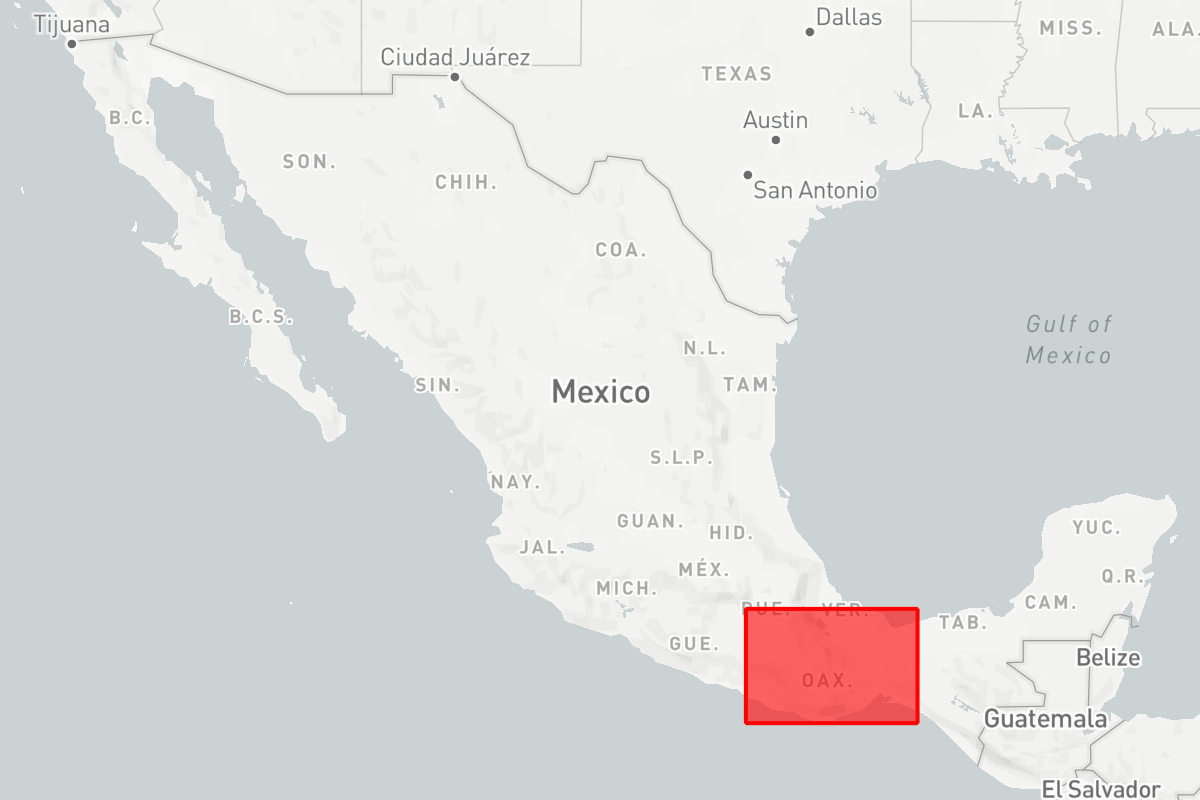 Tijuana
Dallas
MISS.
ALA.
Ciudad Juárez
TEXAS
B.C.
LA.
Austin
SON.
CHIH.
San Antonio
COA.
B.C.S.
Gulf of
Mexico
N.L.
SIN.
Mexico
TAM.
S.L.P.
NAY.
GUAN.
HID.
YUC.
JAL.
MÉX.
Q.R.
MICH.
CAM.
PUE.
VER.
TAB.
GUE.
Belize
OAX.
Guatemala
El Salvador